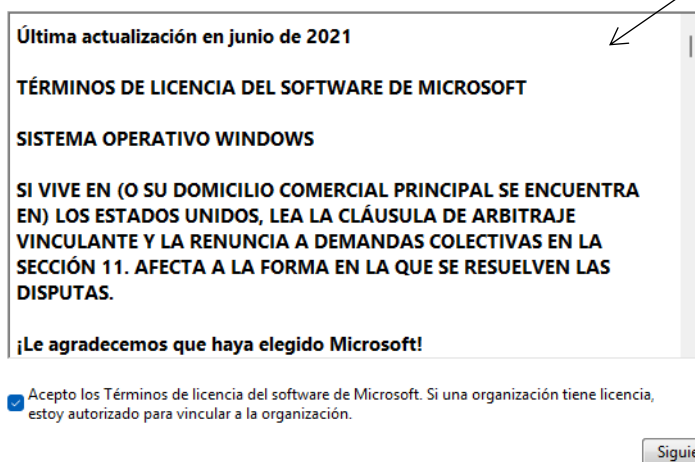 Última actualización en junio de 2021
TÉRMINOS DE LICENCIA DEL SOFTWARE DE MICROSOFT
SISTEMA OPERATIVO WINDOWS
SI VIVE EN (O SU DOMICILIO COMERCIAL PRINCIPAL SE ENCUENTRA
EN) LOS ESTADOS UNIDOS, LEA LA CLÁUSULA DE ARBITRAJE
VINCULANTE Y LA RENUNCIA A DEMANDAS COLECTIVAS EN LA
SECCIÓN 11. AFECTA A LA FORMA EN LA QUE SE RESUELVEN LAS
DISPUTAS.
¡Le agradecemos que haya elegido Microsoft!
Acepto los Términos de licencia del software de Microsoft. Si una organización tiene licencia,
estoy autorizado para vincular a la organización.